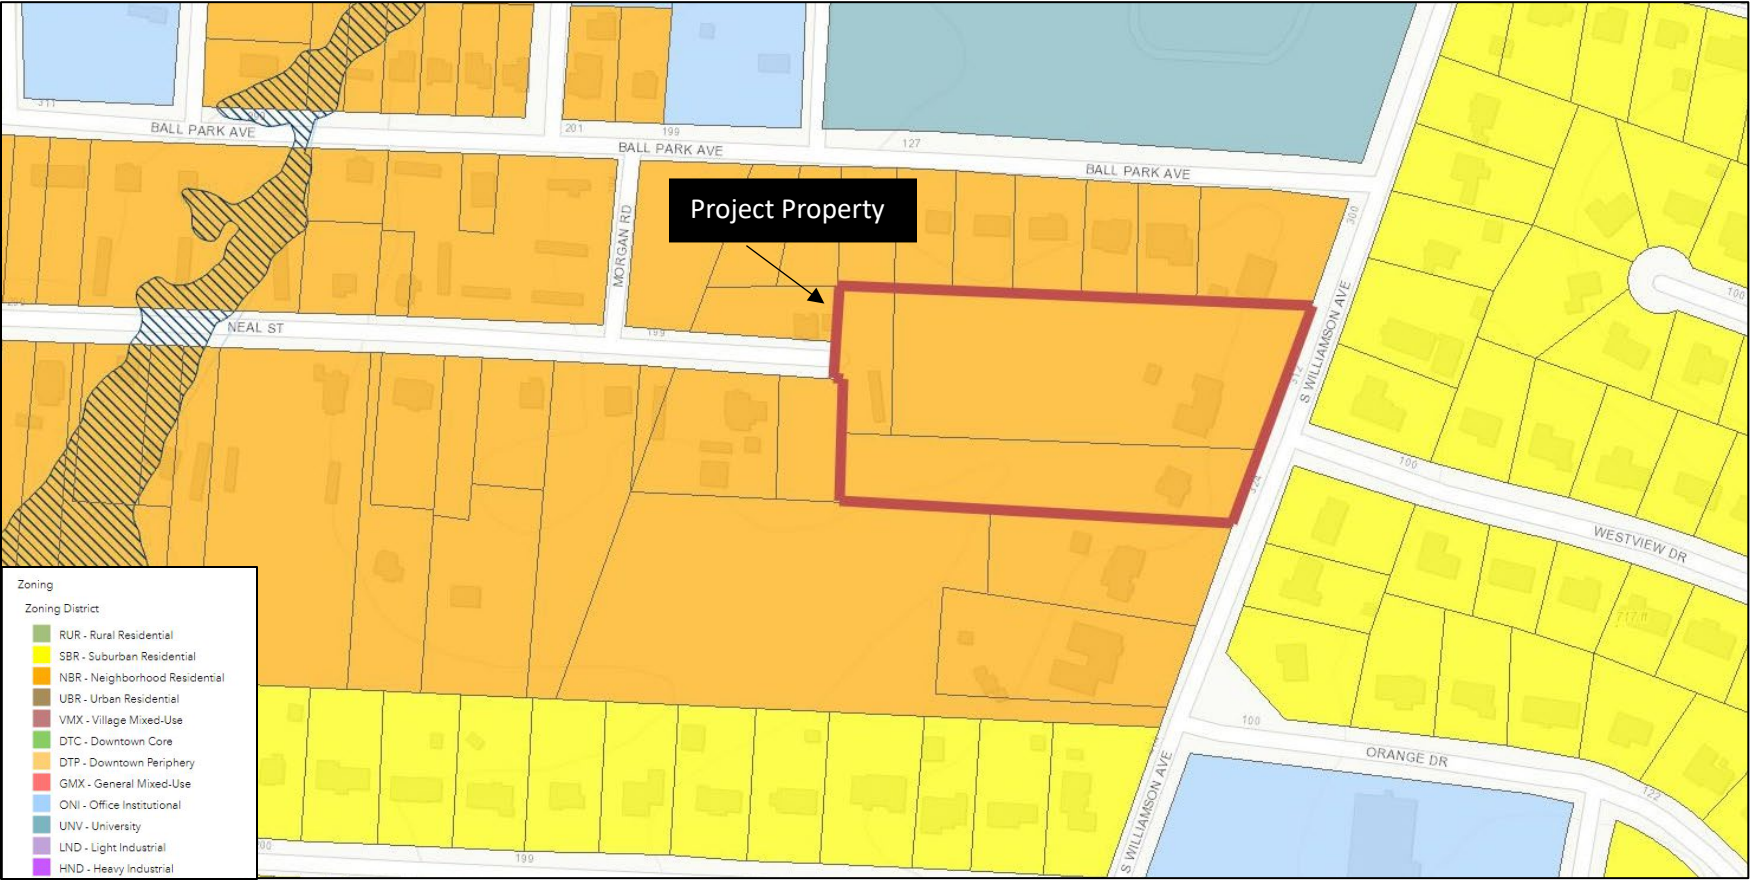 311
BALL PARK AVE
201
199
BALL PARK AVE
127
BALL PARK AVE
300
Project Property
MORGAN RD
NEAL ST
199
S WILLIAMSON AVE
312
100
324
100
WESTVIEW DR
717 ft
100
ORANGE DR
122
S WILLIAMSON AVE
199
Zoning
Zoning District
RUR - Rural Residential
SBR - Suburban Residential
NBR - Neighborhood Residential
UBR - Urban Residential
VMX - Village Mixed-Use
DTC - Downtown Core
DTP - Downtown Periphery
GMX - General Mixed-Use
ONI - Office Institutional
UNV - University
LND - Light Industrial
HND - Heavy Industrial